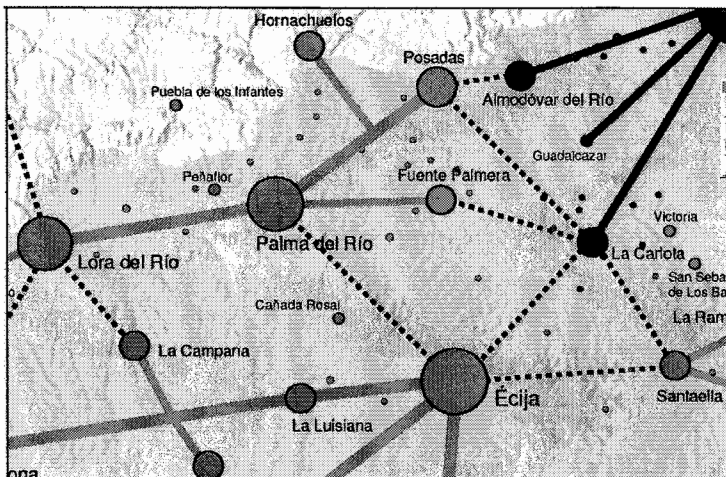 Hornachuelos
Posadas
Puebla de los Infantes
Almodóvar del Río
Guadalcazar
Peñaflor
Fuente Palmera
Victoria
Palma del Río
La Carlota
Lora del Río
San Seba
de Los Ba
Cañada Rosal
La Ram
La Campana
Écija
Santaella
La Luisiana
ona